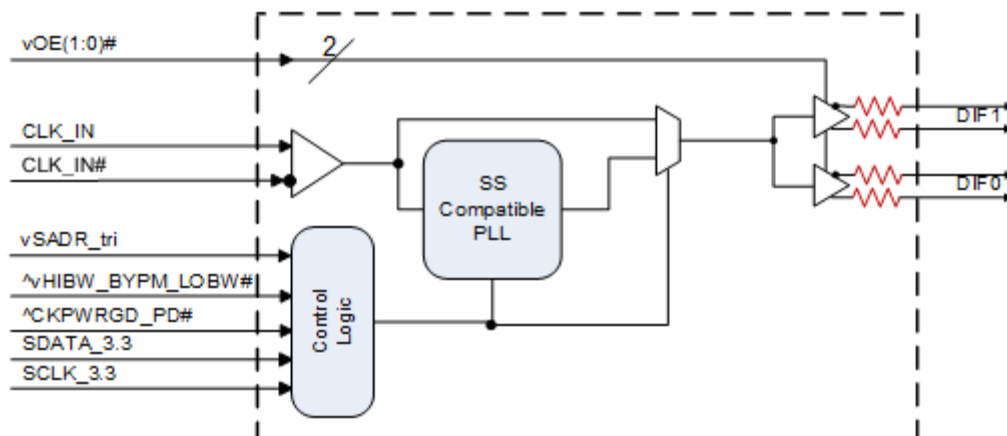 vOE(1:0)#
2
CLK_IN
CLK_IN#
DIF1
DIF0
SS
Compatible
PLL
vSADR_tri
^vHIBW_BYPM_LOBW#
^CKPWRGD_PD#
SDATA_3.3
SCLK_3.3
Control
Logic